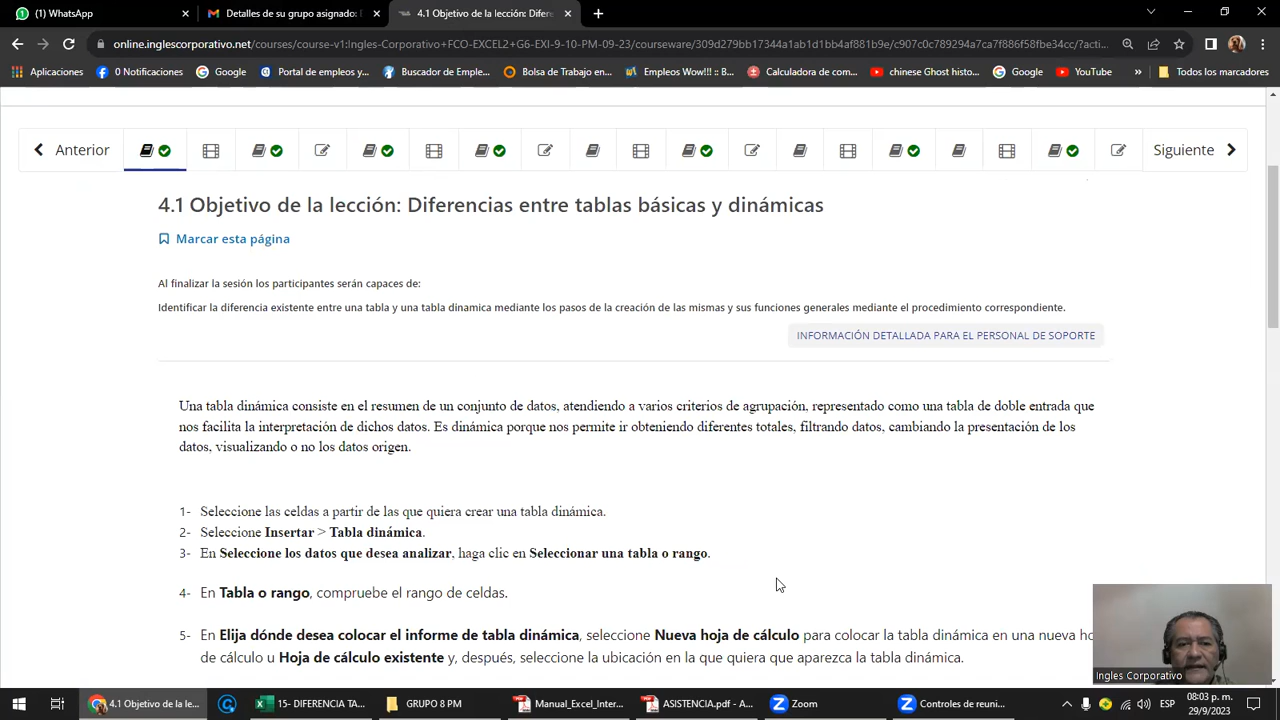 (1) WhatsApp
Detalles de su grupo asignado:
4.1 Objetivo de la lección: Difere
online.inglescorporativo.net/courses/course-v1:Ingles-Corporativo+FCO-EXCEL2+G6-EXI-9-10-PM-09-23/courseware/309d279bb17344a1ab1d1bb4af881b9e/c907c0c789294a7ca7f886f58fbe34cc/?acti...
Aplicaciones
0 Notificaciones
Google
Portal de empleos y...
Buscador de Emple...
Bolsa de Trabajo en...
Empleos Wow!!! :: B...
Calculadora de com...
chinese Ghost histo...
Google
YouTube
»
Todos los marcadores
Anterior
Siguiente
4.1 Objetivo de la lección: Diferencias entre tablas básicas y dinámicas
Marcar esta página
Al finalizar la sesión los participantes serán capaces de:
Identificar la diferencia existente entre una tabla y una tabla dinamica mediante los pasos de la creación de las mismas y sus funciones generales mediante el procedimiento correspondiente.
INFORMACIÓN DETALLADA PARA EL PERSONAL DE SOPORTE
Una tabla dinámica consiste en el resumen de un conjunto de datos, atendiendo a varios criterios de agrupación, representado como una tabla de doble entrada que
nos facilita la interpretación de dichos datos. Es dinámica porque nos permite ir obteniendo diferentes totales, filtrando datos, cambiando la presentación de los
datos, visualizando o no los datos origen.
1- Seleccione las celdas a partir de las que quiera crear una tabla dinámica.
2- Seleccione Insertar > Tabla dinámica.
3- En Seleccione los datos que desea analizar, haga clic en Seleccionar una tabla o rango.
4- En Tabla o rango, compruebe el rango de celdas.
5- En Elija dónde desea colocar el informe de tabla dinámica, seleccione Nueva hoja de cálculo para colocar la tabla dinámica en una nueva ho
de cálculo u Hoja de cálculo existente y, después, seleccione la ubicación en la que quiera que aparezca la tabla dinámica.
Ingles Corporativo
4.1 Objetivo de la le...
15- DIFERENCIA TA...
GRUPO 8 PM
Manual_Excel_Inter...
ASISTENCIA.pdf - A...
Zoom
Controles de reuni...
ESP
08:03 p. m.
29/9/2023